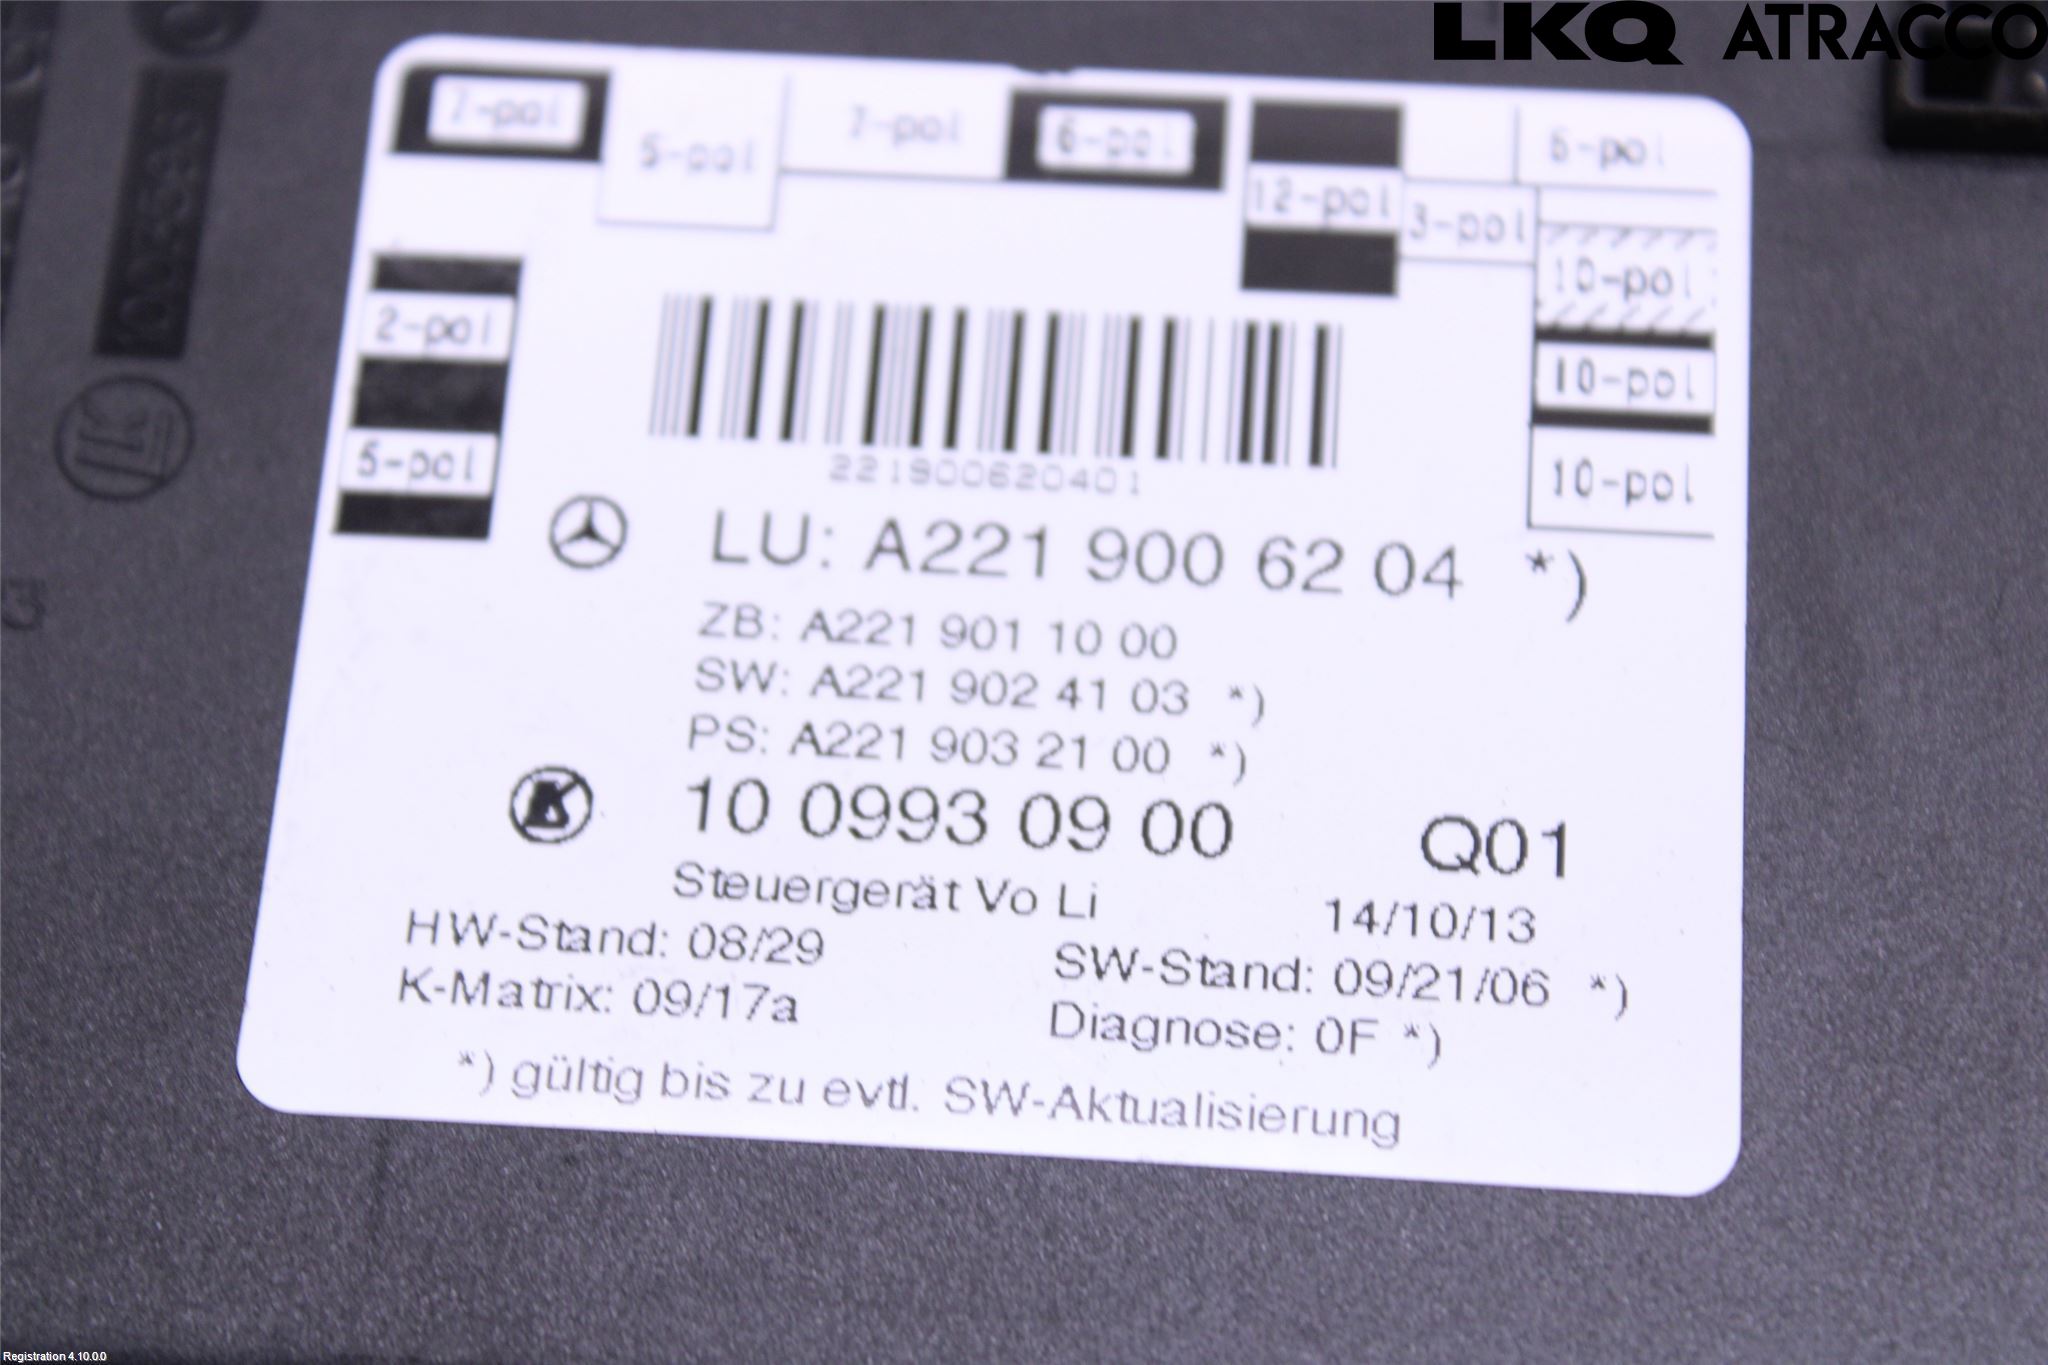 LKQ ATRACCO
7-pol
5-pol
7-pol
6-pol
12-pol
3-pol
6-pol
10-pol
10-pol
10-pol
2-pol
5-pol
221900620401
LU: A221 900 62 04 *)
ZB: A221 901 10 00
SW: A221 902 41 03 *)
PS: A221 903 21 00 *)
10 0993 09 00 Q01
Steuergerät Vo Li 14/10/13
HW-Stand: 08/29 SW-Stand: 09/21/06 *)
K-Matrix: 09/17a Diagnose: 0F *)
*) gültig bis zu evtl. SW-Aktualisierung
Registration 4.10.0.0